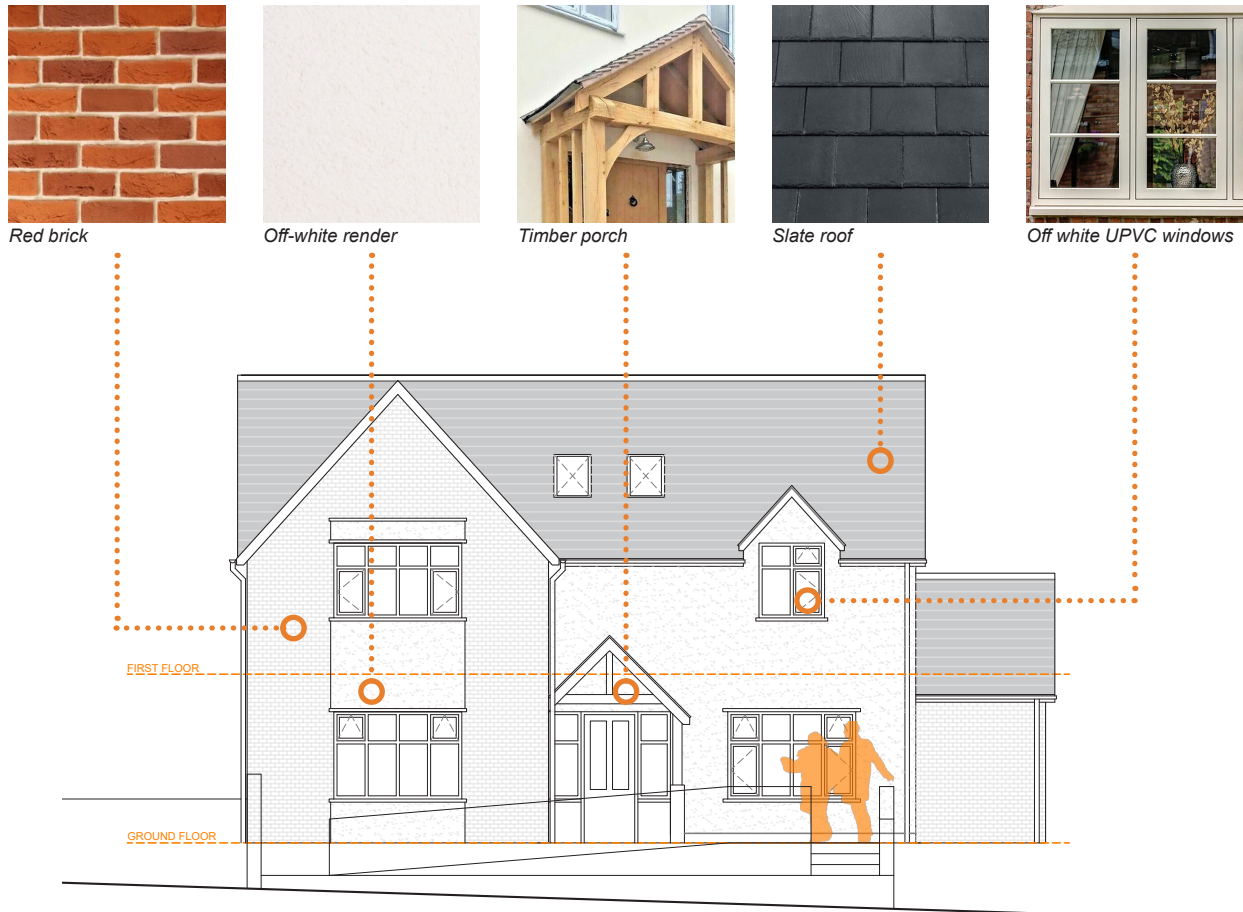 Red brick
Off-white render
Timber porch
Slate roof
Off white UPVC windows
FIRST FLOOR
GROUND FLOOR